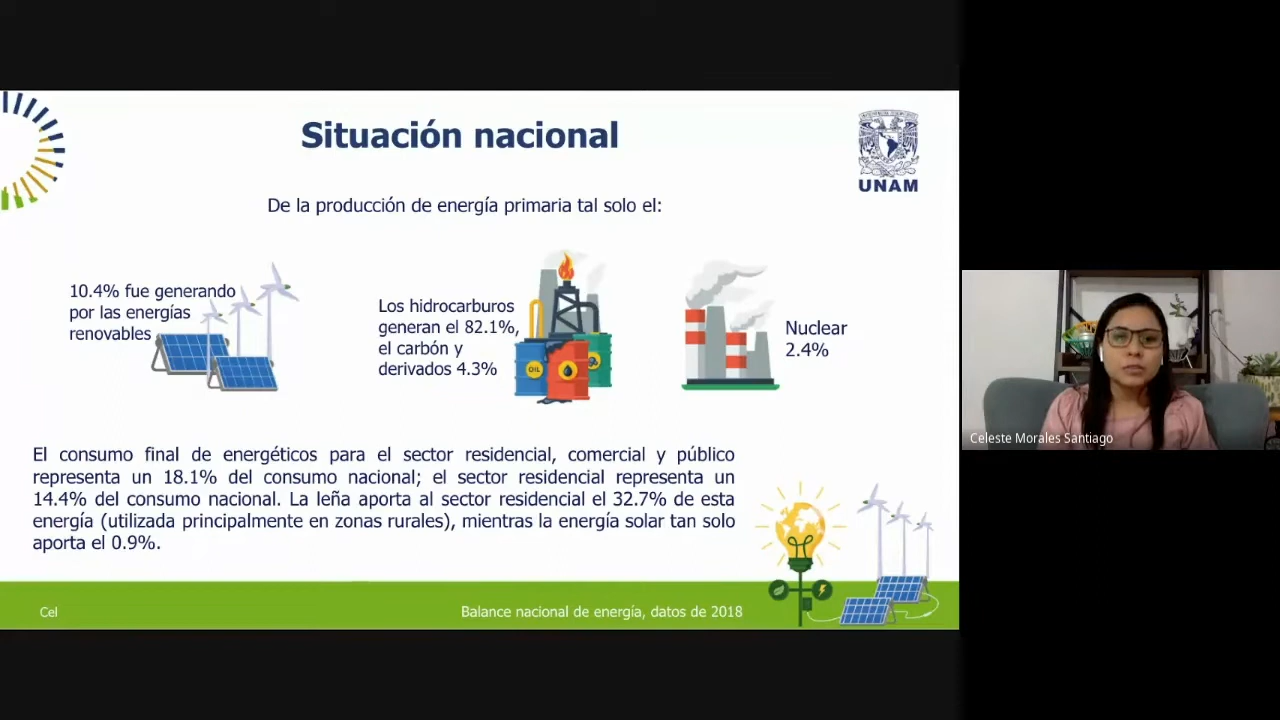 Situación nacional
UNAM
De la producción de energía primaria tal solo el:
10.4% fue generando
por las energías
renovables
Los hidrocarburos
generan el 82.1%,
el carbón y
derivados 4.3%
OIL
Nuclear
2.4%
El consumo final de energéticos para el sector residencial, comercial y público
representa un 18.1% del consumo nacional; el sector residencial representa un
14.4% del consumo nacional. La leña aporta al sector residencial el 32.7% de esta
energía (utilizada principalmente en zonas rurales), mientras la energía solar tan solo
aporta el 0.9%.
Cel
Balance nacional de energía, datos de 2018
Celeste Morales Santiago